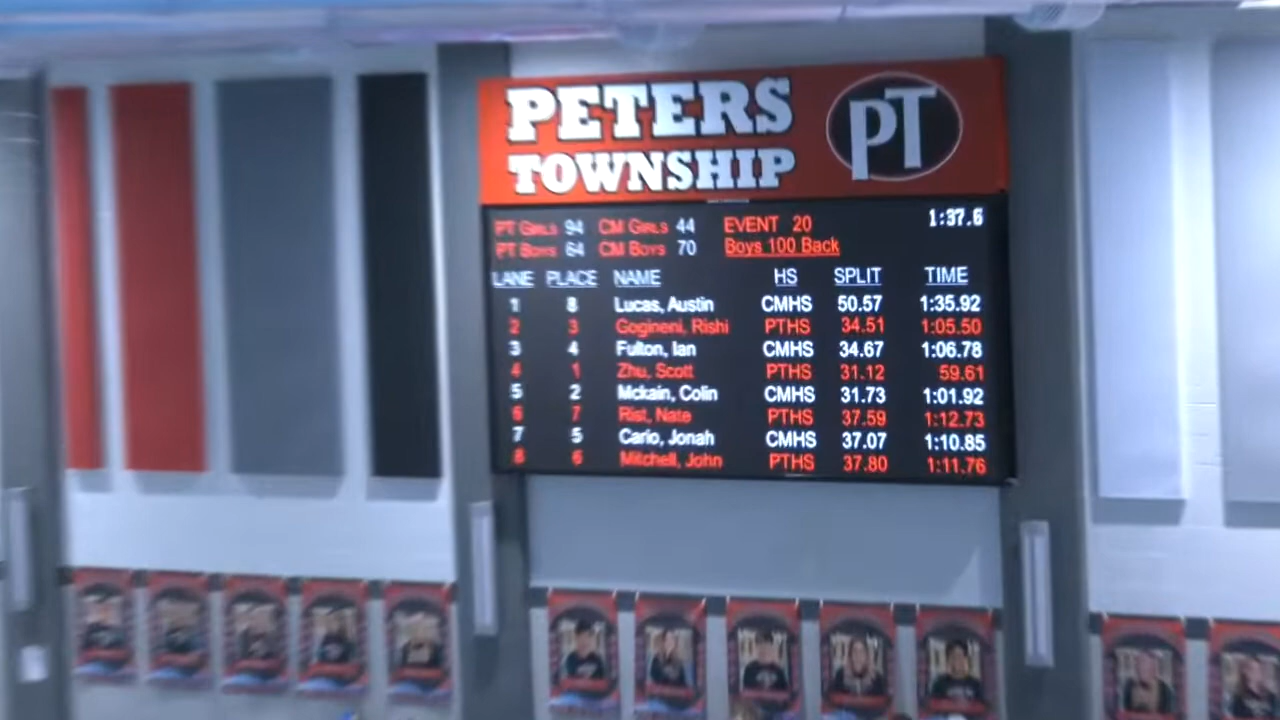 PETERS
TOWNSHIP
PT
PT GIRLS 94 CM GIRLS 44 EVENT 20 1:37.6
PT BOYS 64 CM BOYS 70 Boys 100 Back
LANE PLACE NAME HS SPLIT TIME
1 8 Lucas, Austin CMHS 50.57 1:35.92
2 3 Gogineni, Rishi PTHS 34.51 1:05.50
3 4 Fulton, Ian CMHS 34.67 1:06.78
4 1 Zhu, Scott PTHS 31.12 59.61
5 2 Mckain, Colin CMHS 31.73 1:01.92
6 7 Rist, Nate PTHS 37.59 1:12.73
7 5 Cario, Jonah CMHS 37.07 1:10.85
8 6 Mitchell, John PTHS 37.80 1:11.76